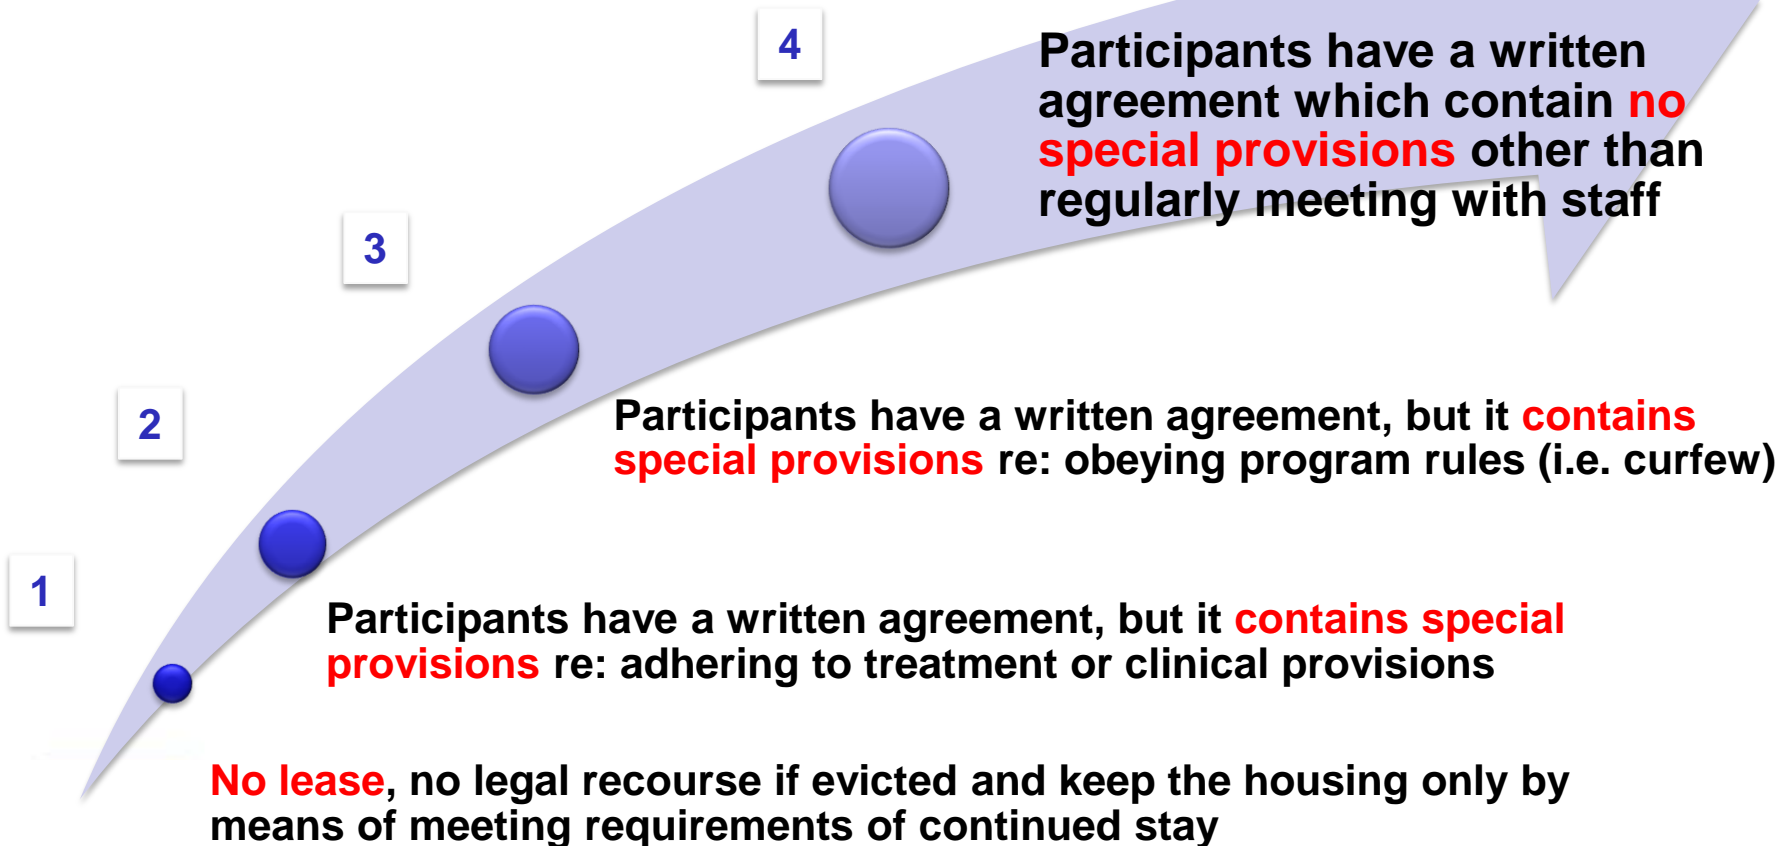 4
Participants have a written
agreement which contain no
special provisions other than
regularly meeting with staff
3
Participants have a written agreement, but it contains
special provisions re: obeying program rules (i.e. curfew)
2
Participants have a written agreement, but it contains special
provisions re: adhering to treatment or clinical provisions
1
No lease, no legal recourse if evicted and keep the housing only by
means of meeting requirements of continued stay